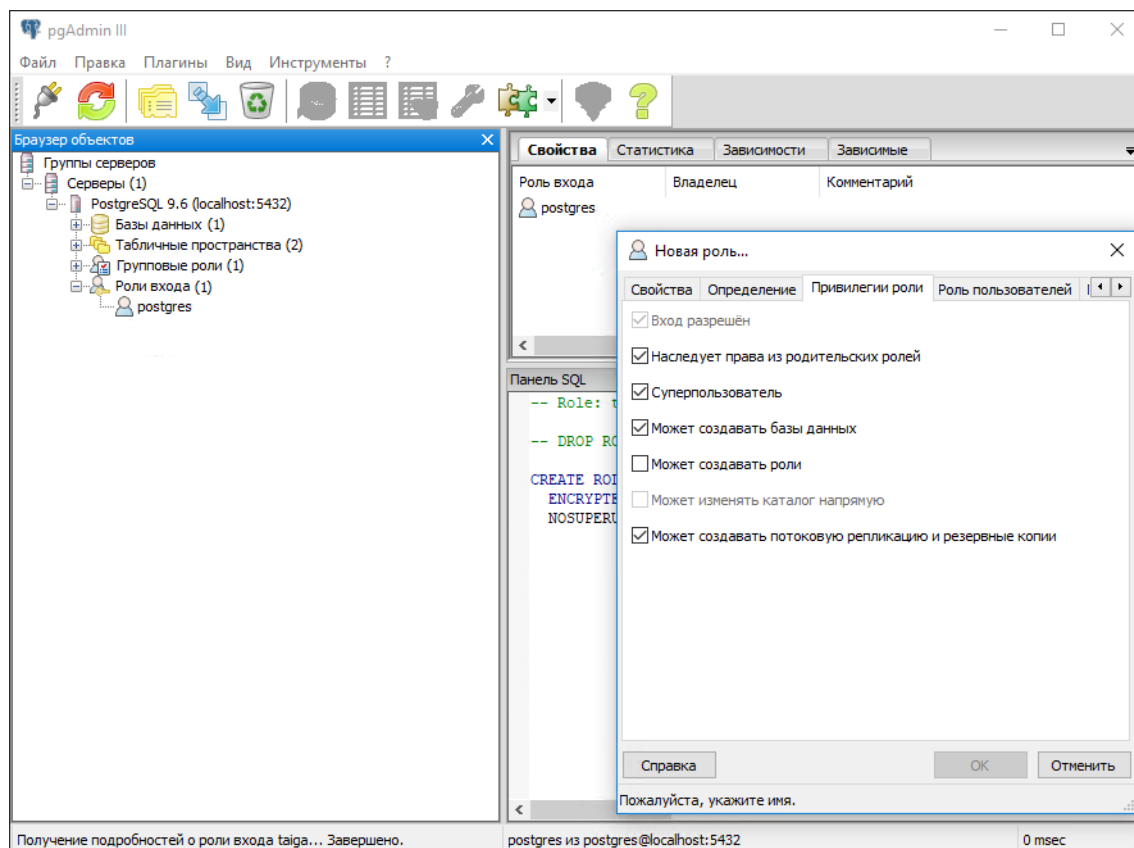 pgAdmin III
Файл Правка Плагины Вид Инструменты ?
Браузер объектов
Группы серверов
Серверы (1)
PostgreSQL 9.6 (localhost:5432)
Базы данных (1)
Табличные пространства (2)
Групповые роли (1)
Роли входа (1)
postgres
Свойства Статистика Зависимости Зависимые
Роль входа Владелец Комментарий
postgres
Панель SQL
-- Role: t
-- DROP RO
CREATE ROL
ENCRYPTE
NOSUPERU
Новая роль...
Свойства Определение Привилегии роли Роль пользователей
Вход разрешён
Наследует права из родительских ролей
Суперпользователь
Может создавать базы данных
Может создавать роли
Может изменять каталог напрямую
Может создавать потоковую репликацию и резервные копии
Справка OK Отменить
Пожалуйста, укажите имя.
Получение подробностей о роли входа taiga... Завершено. postgres из postgres@localhost:5432 0 msec